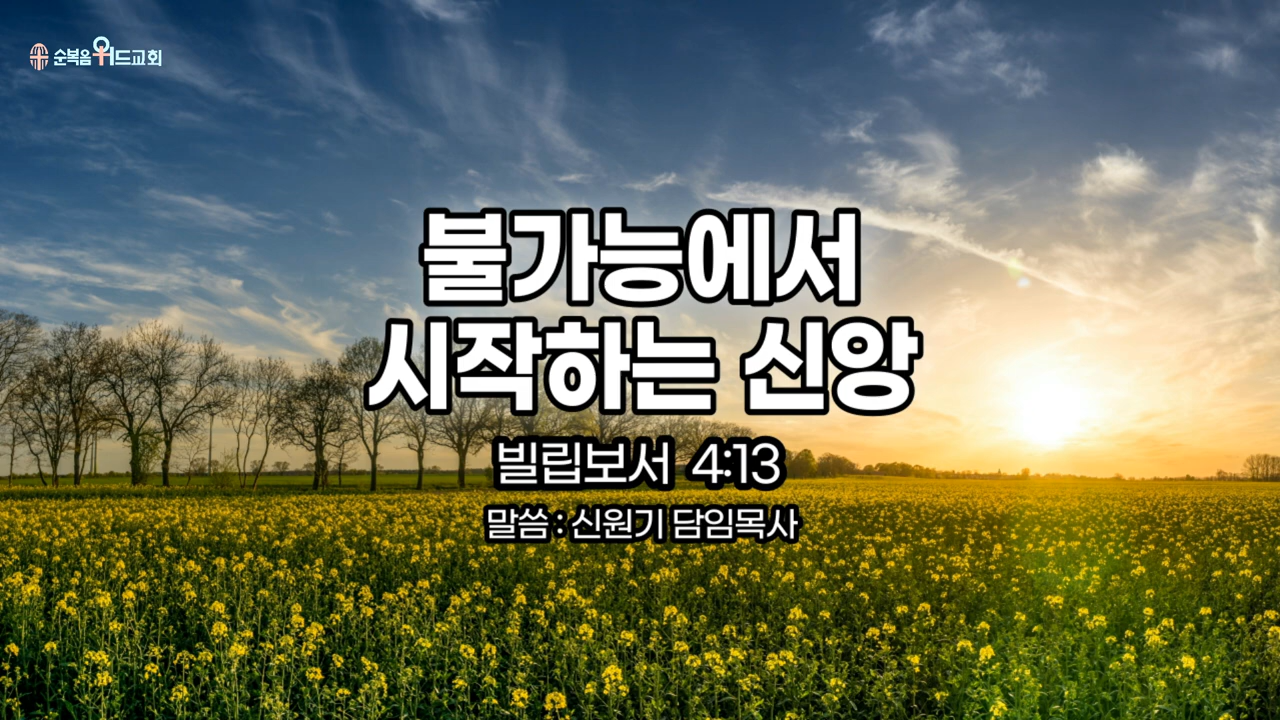 순복음위드교회
불가능에서
시작하는 신앙
빌립보서 4:13
말씀 : 신원기 담임목사